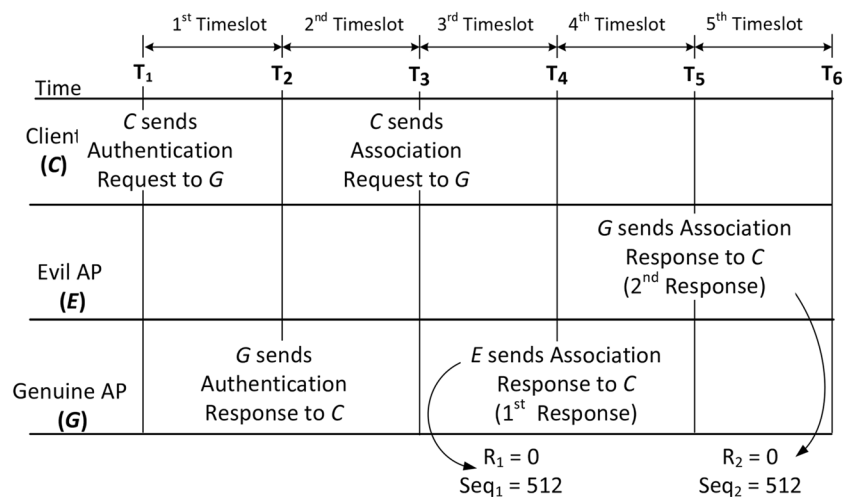 1st Timeslot 2nd Timeslot 3rd Timeslot 4th Timeslot 5th Timeslot
Time T1 T2 T3 T4 T5 T6
Client
(C)
C sends
Authentication
Request to G
C sends
Association
Request to G
Evil AP
(E)
G sends Association
Response to C
(2nd Response)
Genuine AP
(G)
G sends
Authentication
Response to C
E sends Association
Response to C
(1st Response)
R1 = 0
Seq1 = 512
R2 = 0
Seq2 = 512